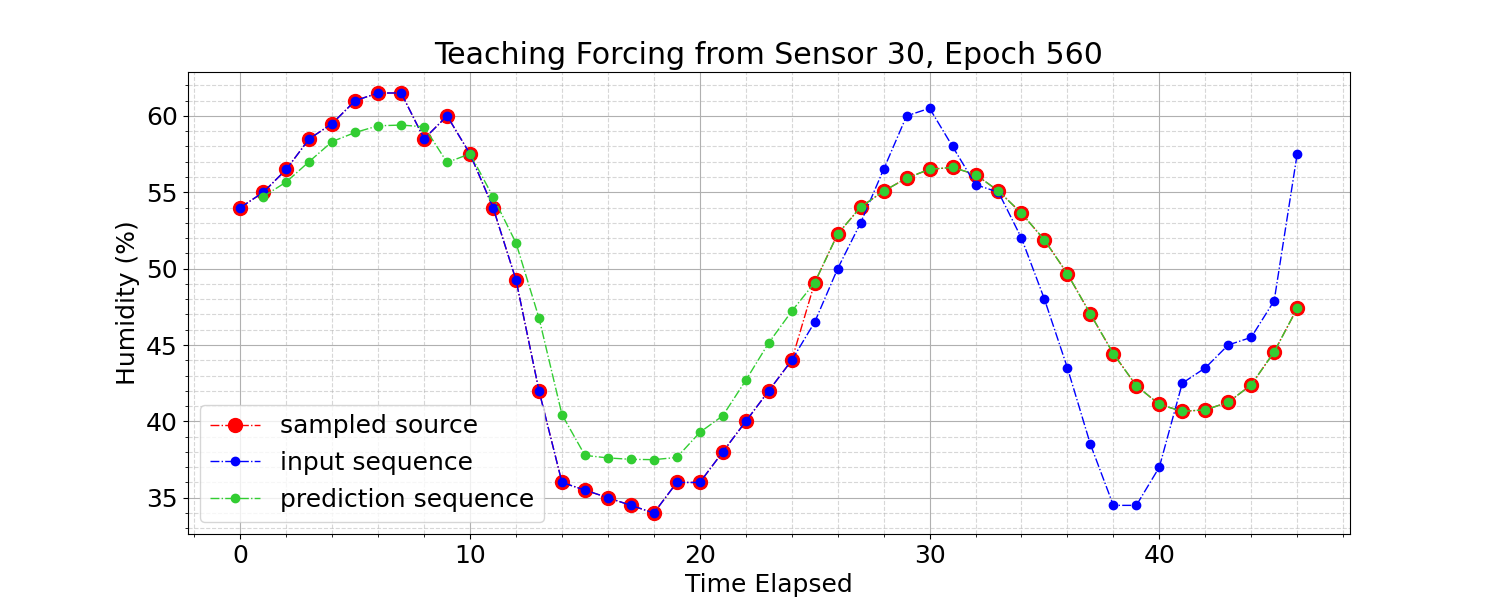 Teaching Forcing from Sensor 30, Epoch 560
Humidity (%)
60
55
50
45
40
35
sampled source
input sequence
prediction sequence
0 10 20 30 40
Time Elapsed